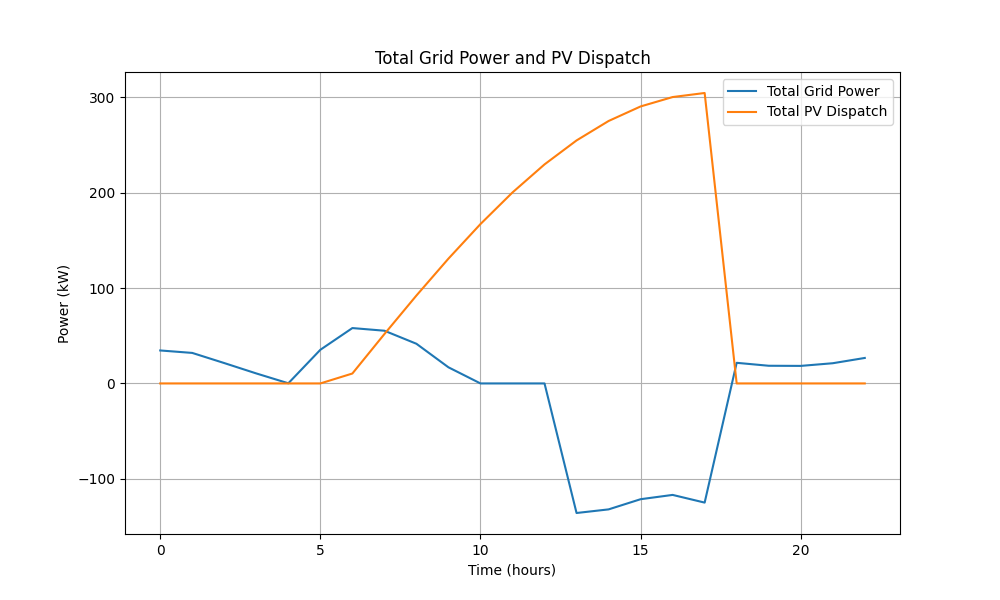 Total Grid Power and PV Dispatch
Total Grid Power
Total PV Dispatch
Power (kW)
300
200
100
0
−100
0 5 10 15 20
Time (hours)